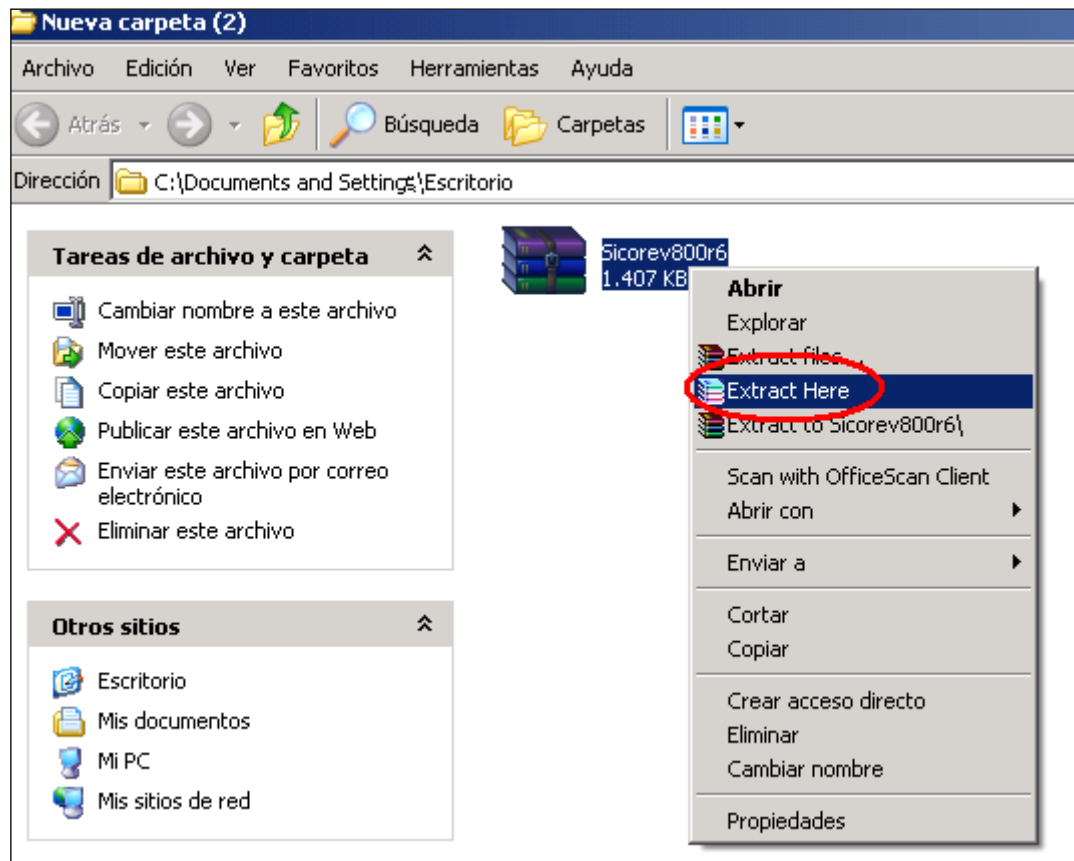 Nueva carpeta (2)
Archivo Edición Ver Favoritos Herramientas Ayuda
Atrás Búsqueda Carpetas
Dirección C:\Documents and Settings\Escritorio
Tareas de archivo y carpeta
Cambiar nombre a este archivo
Mover este archivo
Copiar este archivo
Publicar este archivo en Web
Enviar este archivo por correo
electrónico
Eliminar este archivo
Otros sitios
Escritorio
Mis documentos
Mi PC
Mis sitios de red
Sicorev800r6
1.407 KB
Abrir
Explorar
Extract files...
Extract Here
Extract to Sicorev800r6\
Scan with OfficeScan Client
Abrir con
Enviar a
Cortar
Copiar
Crear acceso directo
Eliminar
Cambiar nombre
Propiedades